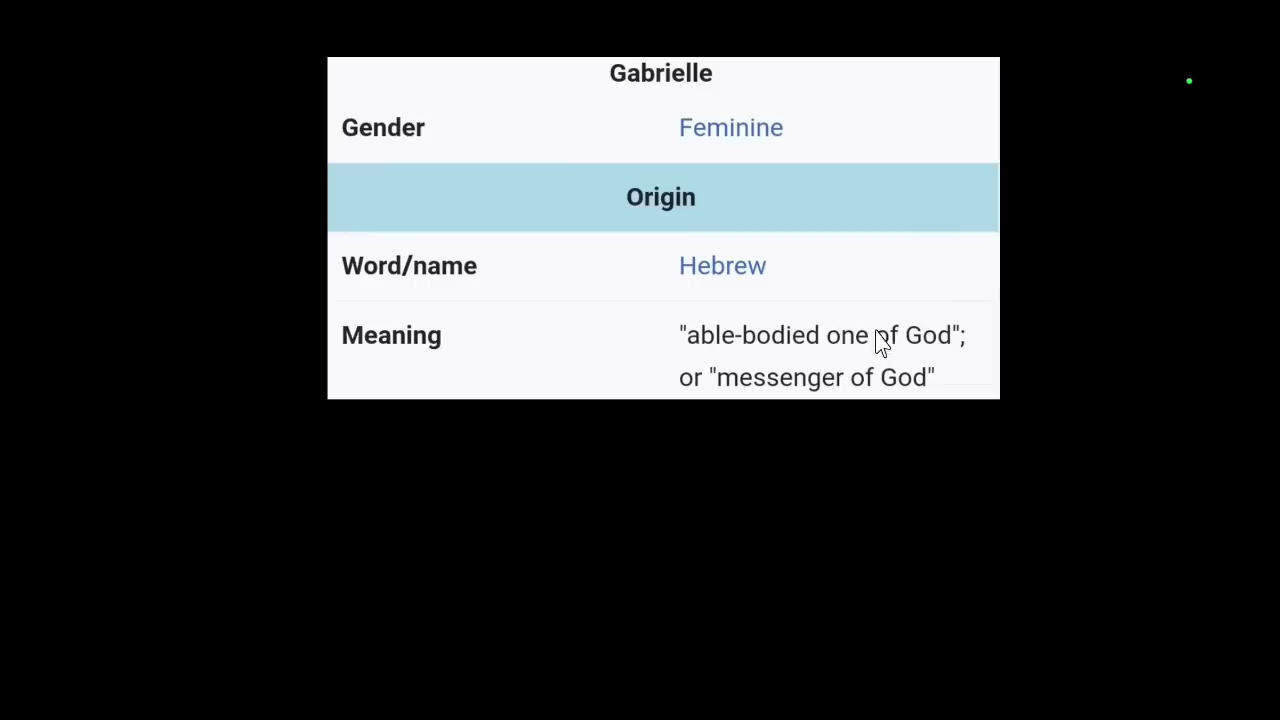 Gabrielle
Gender Feminine
Origin
Word/name Hebrew
Meaning "able-bodied one of God";
or "messenger of God"